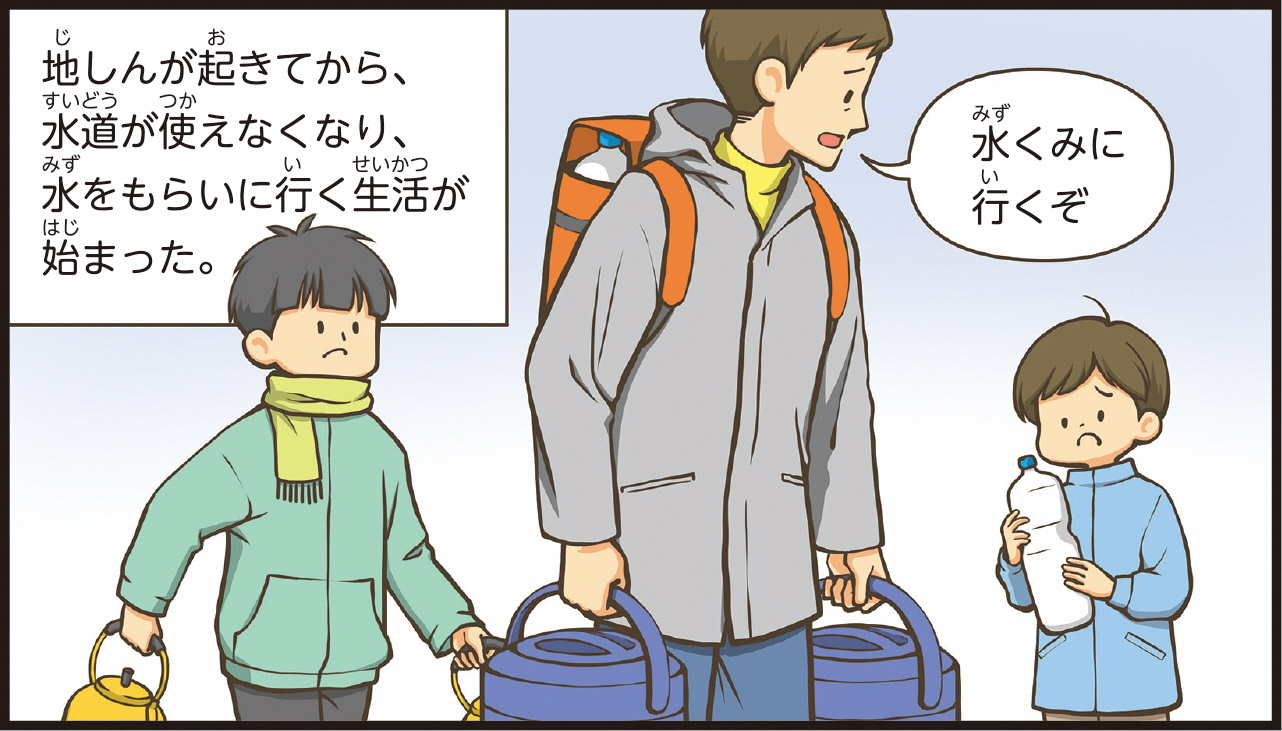 地しんが起きてから、
水道が使えなくなり、
水をもらいに行く生活が
始まった。
水くみに
行くぞ